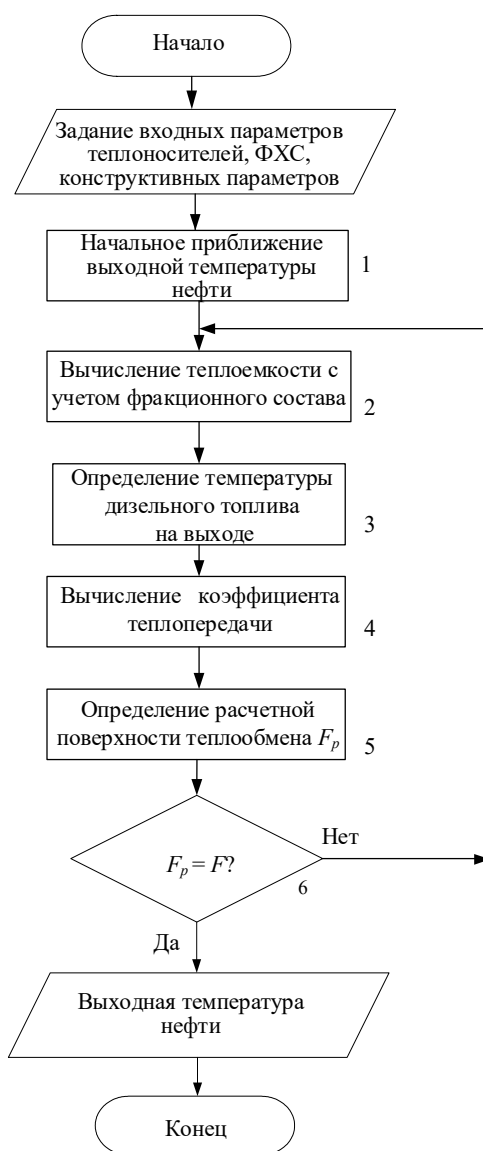 Начало
Задание входных параметров
теплоносителей, ФХС,
конструктивных параметров
Начальное приближение
выходной температуры
нефти
1
Вычисление теплоемкости с
учетом фракционного состава
2
Определение температуры
дизельного топлива
на выходе
3
Вычисление коэффициента
теплопередачи
4
Определение расчетной
поверхности теплообмена Fp
5
Fp = F?
Нет
6
Да
Выходная температура
нефти
Конец